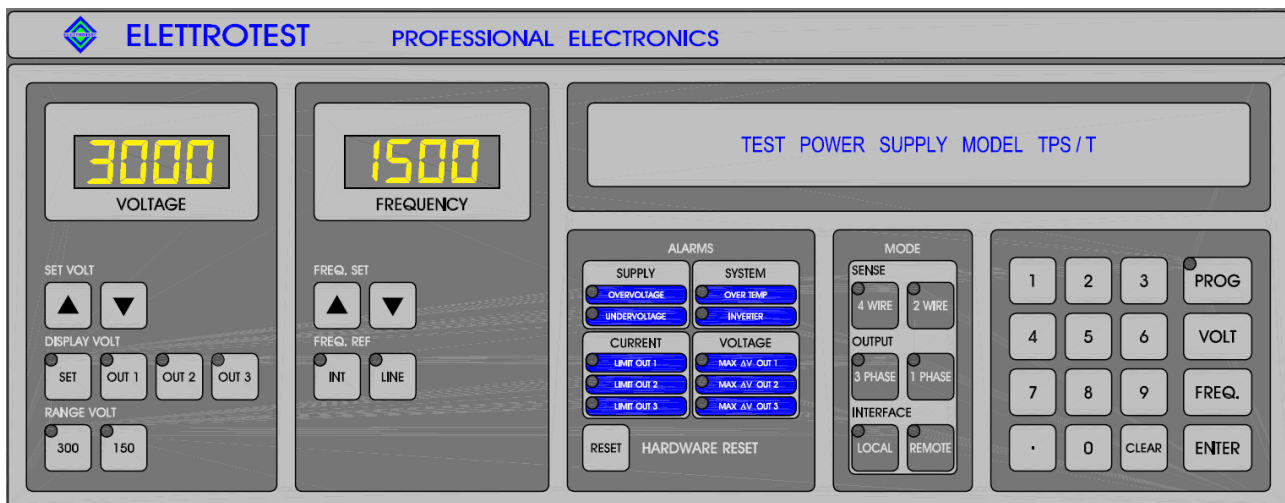 ELETTROTEST PROFESSIONAL ELECTRONICS
3000
VOLTAGE
SET VOLT
▲ ▼
DISPLAY VOLT
SET OUT 1 OUT 2 OUT 3
RANGE VOLT
300 150
1500
FREQUENCY
FREQ. SET
▲ ▼
FREQ. REF
INT LINE
TEST POWER SUPPLY MODEL TPS / T
ALARMS
SUPPLY
OVERVOLTAGE
UNDERVOLTAGE
SYSTEM
OVER TEMP
INVERTER
CURRENT
LIMIT OUT 1
LIMIT OUT 2
LIMIT OUT 3
VOLTAGE
MAX ΔV OUT 1
MAX ΔV OUT 2
MAX ΔV OUT 3
RESET HARDWARE RESET
MODE
SENSE
4 WIRE 2 WIRE
OUTPUT
3 PHASE 1 PHASE
INTERFACE
LOCAL REMOTE
1 2 3 PROG
4 5 6 VOLT
7 8 9 FREQ.
. 0 CLEAR ENTER